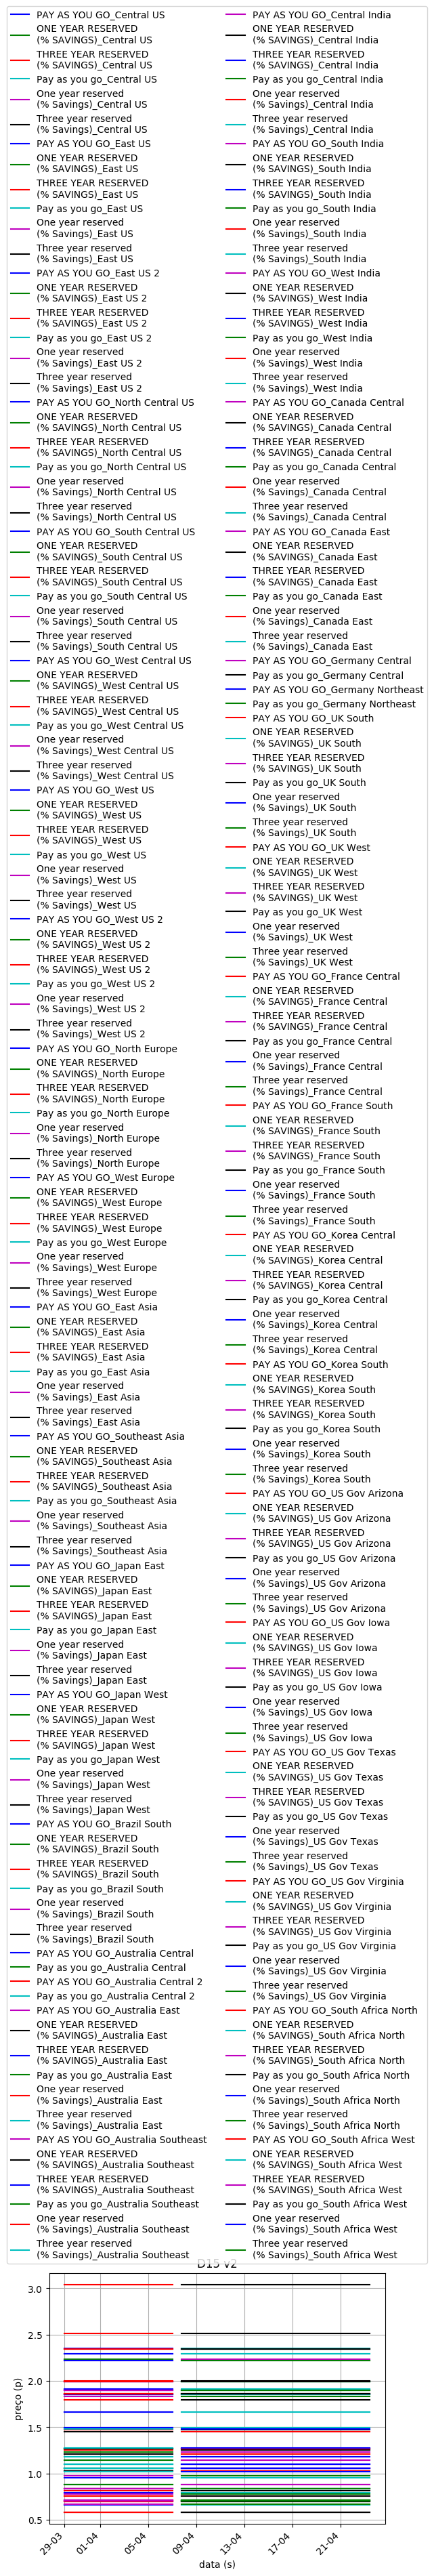 PAY AS YOU GO_Central US
ONE YEAR RESERVED
(% SAVINGS)_Central US
THREE YEAR RESERVED
(% SAVINGS)_Central US
Pay as you go_Central US
One year reserved
(% Savings)_Central US
Three year reserved
(% Savings)_Central US
PAY AS YOU GO_East US
ONE YEAR RESERVED
(% SAVINGS)_East US
THREE YEAR RESERVED
(% SAVINGS)_East US
Pay as you go_East US
One year reserved
(% Savings)_East US
Three year reserved
(% Savings)_East US
PAY AS YOU GO_East US 2
ONE YEAR RESERVED
(% SAVINGS)_East US 2
THREE YEAR RESERVED
(% SAVINGS)_East US 2
Pay as you go_East US 2
One year reserved
(% Savings)_East US 2
Three year reserved
(% Savings)_East US 2
PAY AS YOU GO_North Central US
ONE YEAR RESERVED
(% SAVINGS)_North Central US
THREE YEAR RESERVED
(% SAVINGS)_North Central US
Pay as you go_North Central US
One year reserved
(% Savings)_North Central US
Three year reserved
(% Savings)_North Central US
PAY AS YOU GO_South Central US
ONE YEAR RESERVED
(% SAVINGS)_South Central US
THREE YEAR RESERVED
(% SAVINGS)_South Central US
Pay as you go_South Central US
One year reserved
(% Savings)_South Central US
Three year reserved
(% Savings)_South Central US
PAY AS YOU GO_West Central US
ONE YEAR RESERVED
(% SAVINGS)_West Central US
THREE YEAR RESERVED
(% SAVINGS)_West Central US
Pay as you go_West Central US
One year reserved
(% Savings)_West Central US
Three year reserved
(% Savings)_West Central US
PAY AS YOU GO_West US
ONE YEAR RESERVED
(% SAVINGS)_West US
THREE YEAR RESERVED
(% SAVINGS)_West US
Pay as you go_West US
One year reserved
(% Savings)_West US
Three year reserved
(% Savings)_West US
PAY AS YOU GO_West US 2
ONE YEAR RESERVED
(% SAVINGS)_West US 2
THREE YEAR RESERVED
(% SAVINGS)_West US 2
Pay as you go_West US 2
One year reserved
(% Savings)_West US 2
Three year reserved
(% Savings)_West US 2
PAY AS YOU GO_North Europe
ONE YEAR RESERVED
(% SAVINGS)_North Europe
THREE YEAR RESERVED
(% SAVINGS)_North Europe
Pay as you go_North Europe
One year reserved
(% Savings)_North Europe
Three year reserved
(% Savings)_North Europe
PAY AS YOU GO_West Europe
ONE YEAR RESERVED
(% SAVINGS)_West Europe
THREE YEAR RESERVED
(% SAVINGS)_West Europe
Pay as you go_West Europe
One year reserved
(% Savings)_West Europe
Three year reserved
(% Savings)_West Europe
PAY AS YOU GO_East Asia
ONE YEAR RESERVED
(% SAVINGS)_East Asia
THREE YEAR RESERVED
(% SAVINGS)_East Asia
Pay as you go_East Asia
One year reserved
(% Savings)_East Asia
Three year reserved
(% Savings)_East Asia
PAY AS YOU GO_Southeast Asia
ONE YEAR RESERVED
(% SAVINGS)_Southeast Asia
THREE YEAR RESERVED
(% SAVINGS)_Southeast Asia
Pay as you go_Southeast Asia
One year reserved
(% Savings)_Southeast Asia
Three year reserved
(% Savings)_Southeast Asia
PAY AS YOU GO_Japan East
ONE YEAR RESERVED
(% SAVINGS)_Japan East
THREE YEAR RESERVED
(% SAVINGS)_Japan East
Pay as you go_Japan East
One year reserved
(% Savings)_Japan East
Three year reserved
(% Savings)_Japan East
PAY AS YOU GO_Japan West
ONE YEAR RESERVED
(% SAVINGS)_Japan West
THREE YEAR RESERVED
(% SAVINGS)_Japan West
Pay as you go_Japan West
One year reserved
(% Savings)_Japan West
Three year reserved
(% Savings)_Japan West
PAY AS YOU GO_Brazil South
ONE YEAR RESERVED
(% SAVINGS)_Brazil South
THREE YEAR RESERVED
(% SAVINGS)_Brazil South
Pay as you go_Brazil South
One year reserved
(% Savings)_Brazil South
Three year reserved
(% Savings)_Brazil South
PAY AS YOU GO_Australia Central
Pay as you go_Australia Central
PAY AS YOU GO_Australia Central 2
Pay as you go_Australia Central 2
PAY AS YOU GO_Australia East
ONE YEAR RESERVED
(% SAVINGS)_Australia East
THREE YEAR RESERVED
(% SAVINGS)_Australia East
Pay as you go_Australia East
One year reserved
(% Savings)_Australia East
Three year reserved
(% Savings)_Australia East
PAY AS YOU GO_Australia Southeast
ONE YEAR RESERVED
(% SAVINGS)_Australia Southeast
THREE YEAR RESERVED
(% SAVINGS)_Australia Southeast
Pay as you go_Australia Southeast
One year reserved
(% Savings)_Australia Southeast
Three year reserved
(% Savings)_Australia Southeast
PAY AS YOU GO_Central India
ONE YEAR RESERVED
(% SAVINGS)_Central India
THREE YEAR RESERVED
(% SAVINGS)_Central India
Pay as you go_Central India
One year reserved
(% Savings)_Central India
Three year reserved
(% Savings)_Central India
PAY AS YOU GO_South India
ONE YEAR RESERVED
(% SAVINGS)_South India
THREE YEAR RESERVED
(% SAVINGS)_South India
Pay as you go_South India
One year reserved
(% Savings)_South India
Three year reserved
(% Savings)_South India
PAY AS YOU GO_West India
ONE YEAR RESERVED
(% SAVINGS)_West India
THREE YEAR RESERVED
(% SAVINGS)_West India
Pay as you go_West India
One year reserved
(% Savings)_West India
Three year reserved
(% Savings)_West India
PAY AS YOU GO_Canada Central
ONE YEAR RESERVED
(% SAVINGS)_Canada Central
THREE YEAR RESERVED
(% SAVINGS)_Canada Central
Pay as you go_Canada Central
One year reserved
(% Savings)_Canada Central
Three year reserved
(% Savings)_Canada Central
PAY AS YOU GO_Canada East
ONE YEAR RESERVED
(% SAVINGS)_Canada East
THREE YEAR RESERVED
(% SAVINGS)_Canada East
Pay as you go_Canada East
One year reserved
(% Savings)_Canada East
Three year reserved
(% Savings)_Canada East
PAY AS YOU GO_Germany Central
Pay as you go_Germany Central
PAY AS YOU GO_Germany Northeast
Pay as you go_Germany Northeast
PAY AS YOU GO_UK South
ONE YEAR RESERVED
(% SAVINGS)_UK South
THREE YEAR RESERVED
(% SAVINGS)_UK South
Pay as you go_UK South
One year reserved
(% Savings)_UK South
Three year reserved
(% Savings)_UK South
PAY AS YOU GO_UK West
ONE YEAR RESERVED
(% SAVINGS)_UK West
THREE YEAR RESERVED
(% SAVINGS)_UK West
Pay as you go_UK West
One year reserved
(% Savings)_UK West
Three year reserved
(% Savings)_UK West
PAY AS YOU GO_France Central
ONE YEAR RESERVED
(% SAVINGS)_France Central
THREE YEAR RESERVED
(% SAVINGS)_France Central
Pay as you go_France Central
One year reserved
(% Savings)_France Central
Three year reserved
(% Savings)_France Central
PAY AS YOU GO_France South
ONE YEAR RESERVED
(% SAVINGS)_France South
THREE YEAR RESERVED
(% SAVINGS)_France South
Pay as you go_France South
One year reserved
(% Savings)_France South
Three year reserved
(% Savings)_France South
PAY AS YOU GO_Korea Central
ONE YEAR RESERVED
(% SAVINGS)_Korea Central
THREE YEAR RESERVED
(% SAVINGS)_Korea Central
Pay as you go_Korea Central
One year reserved
(% Savings)_Korea Central
Three year reserved
(% Savings)_Korea Central
PAY AS YOU GO_Korea South
ONE YEAR RESERVED
(% SAVINGS)_Korea South
THREE YEAR RESERVED
(% SAVINGS)_Korea South
Pay as you go_Korea South
One year reserved
(% Savings)_Korea South
Three year reserved
(% Savings)_Korea South
PAY AS YOU GO_US Gov Arizona
ONE YEAR RESERVED
(% SAVINGS)_US Gov Arizona
THREE YEAR RESERVED
(% SAVINGS)_US Gov Arizona
Pay as you go_US Gov Arizona
One year reserved
(% Savings)_US Gov Arizona
Three year reserved
(% Savings)_US Gov Arizona
PAY AS YOU GO_US Gov Iowa
ONE YEAR RESERVED
(% SAVINGS)_US Gov Iowa
THREE YEAR RESERVED
(% SAVINGS)_US Gov Iowa
Pay as you go_US Gov Iowa
One year reserved
(% Savings)_US Gov Iowa
Three year reserved
(% Savings)_US Gov Iowa
PAY AS YOU GO_US Gov Texas
ONE YEAR RESERVED
(% SAVINGS)_US Gov Texas
THREE YEAR RESERVED
(% SAVINGS)_US Gov Texas
Pay as you go_US Gov Texas
One year reserved
(% Savings)_US Gov Texas
Three year reserved
(% Savings)_US Gov Texas
PAY AS YOU GO_US Gov Virginia
ONE YEAR RESERVED
(% SAVINGS)_US Gov Virginia
THREE YEAR RESERVED
(% SAVINGS)_US Gov Virginia
Pay as you go_US Gov Virginia
One year reserved
(% Savings)_US Gov Virginia
Three year reserved
(% Savings)_US Gov Virginia
PAY AS YOU GO_South Africa North
ONE YEAR RESERVED
(% SAVINGS)_South Africa North
THREE YEAR RESERVED
(% SAVINGS)_South Africa North
Pay as you go_South Africa North
One year reserved
(% Savings)_South Africa North
Three year reserved
(% Savings)_South Africa North
PAY AS YOU GO_South Africa West
ONE YEAR RESERVED
(% SAVINGS)_South Africa West
THREE YEAR RESERVED
(% SAVINGS)_South Africa West
Pay as you go_South Africa West
One year reserved
(% Savings)_South Africa West
Three year reserved
(% Savings)_South Africa West
D15 v2
3.0
2.5
2.0
1.5
1.0
0.5
preço (p)
29-03
01-04
05-04
09-04
13-04
17-04
21-04
data (s)